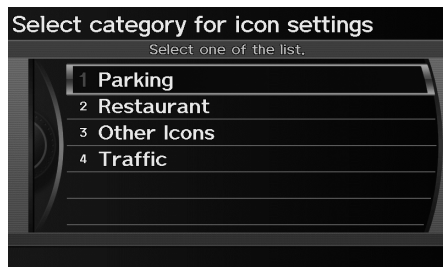 Select category for icon settings
Select one of the list.
1 Parking
2 Restaurant
3 Other Icons
4 Traffic